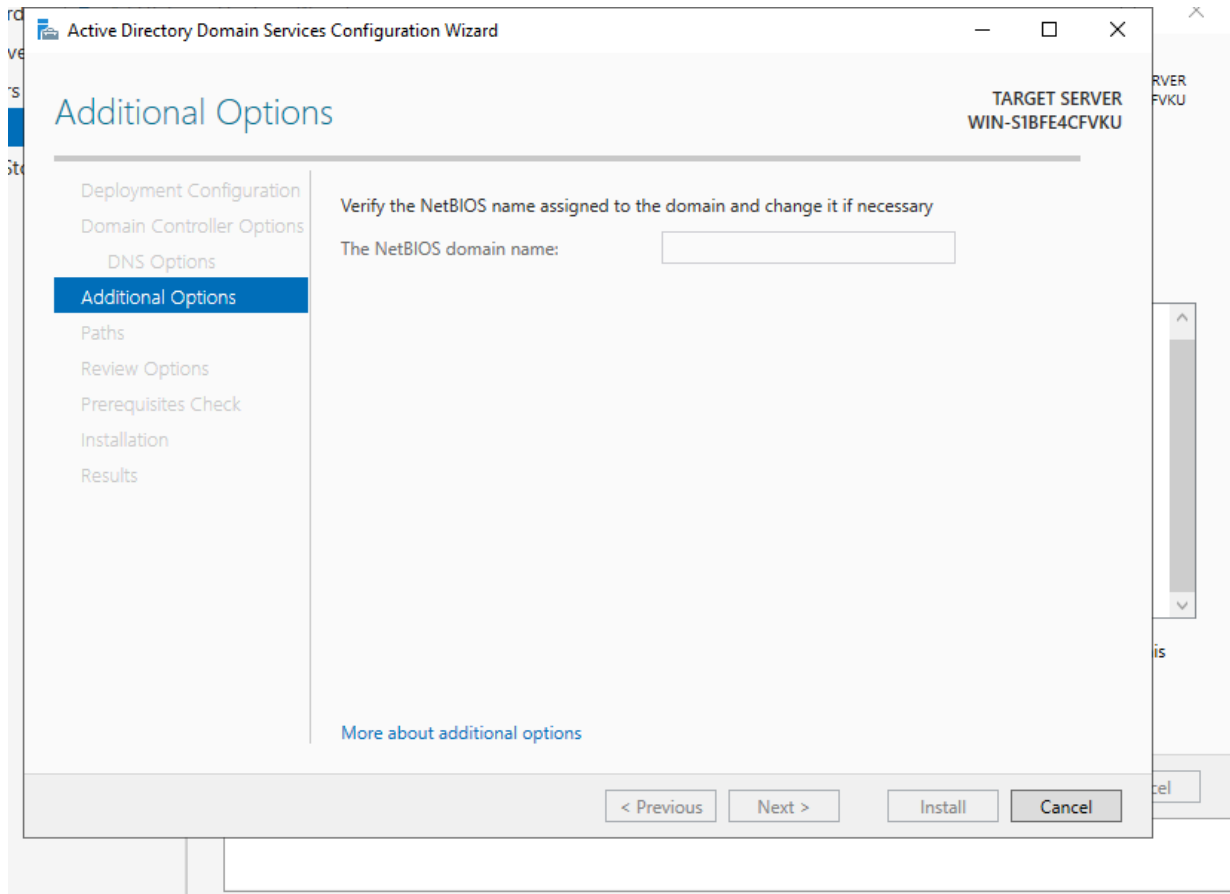 Active Directory Domain Services Configuration Wizard
Additional Options
TARGET SERVER
WIN-S1BFE4CFVKU
Deployment Configuration
Domain Controller Options
DNS Options
Additional Options
Paths
Review Options
Prerequisites Check
Installation
Results
Verify the NetBIOS name assigned to the domain and change it if necessary
The NetBIOS domain name:
More about additional options
< Previous
Next >
Install
Cancel